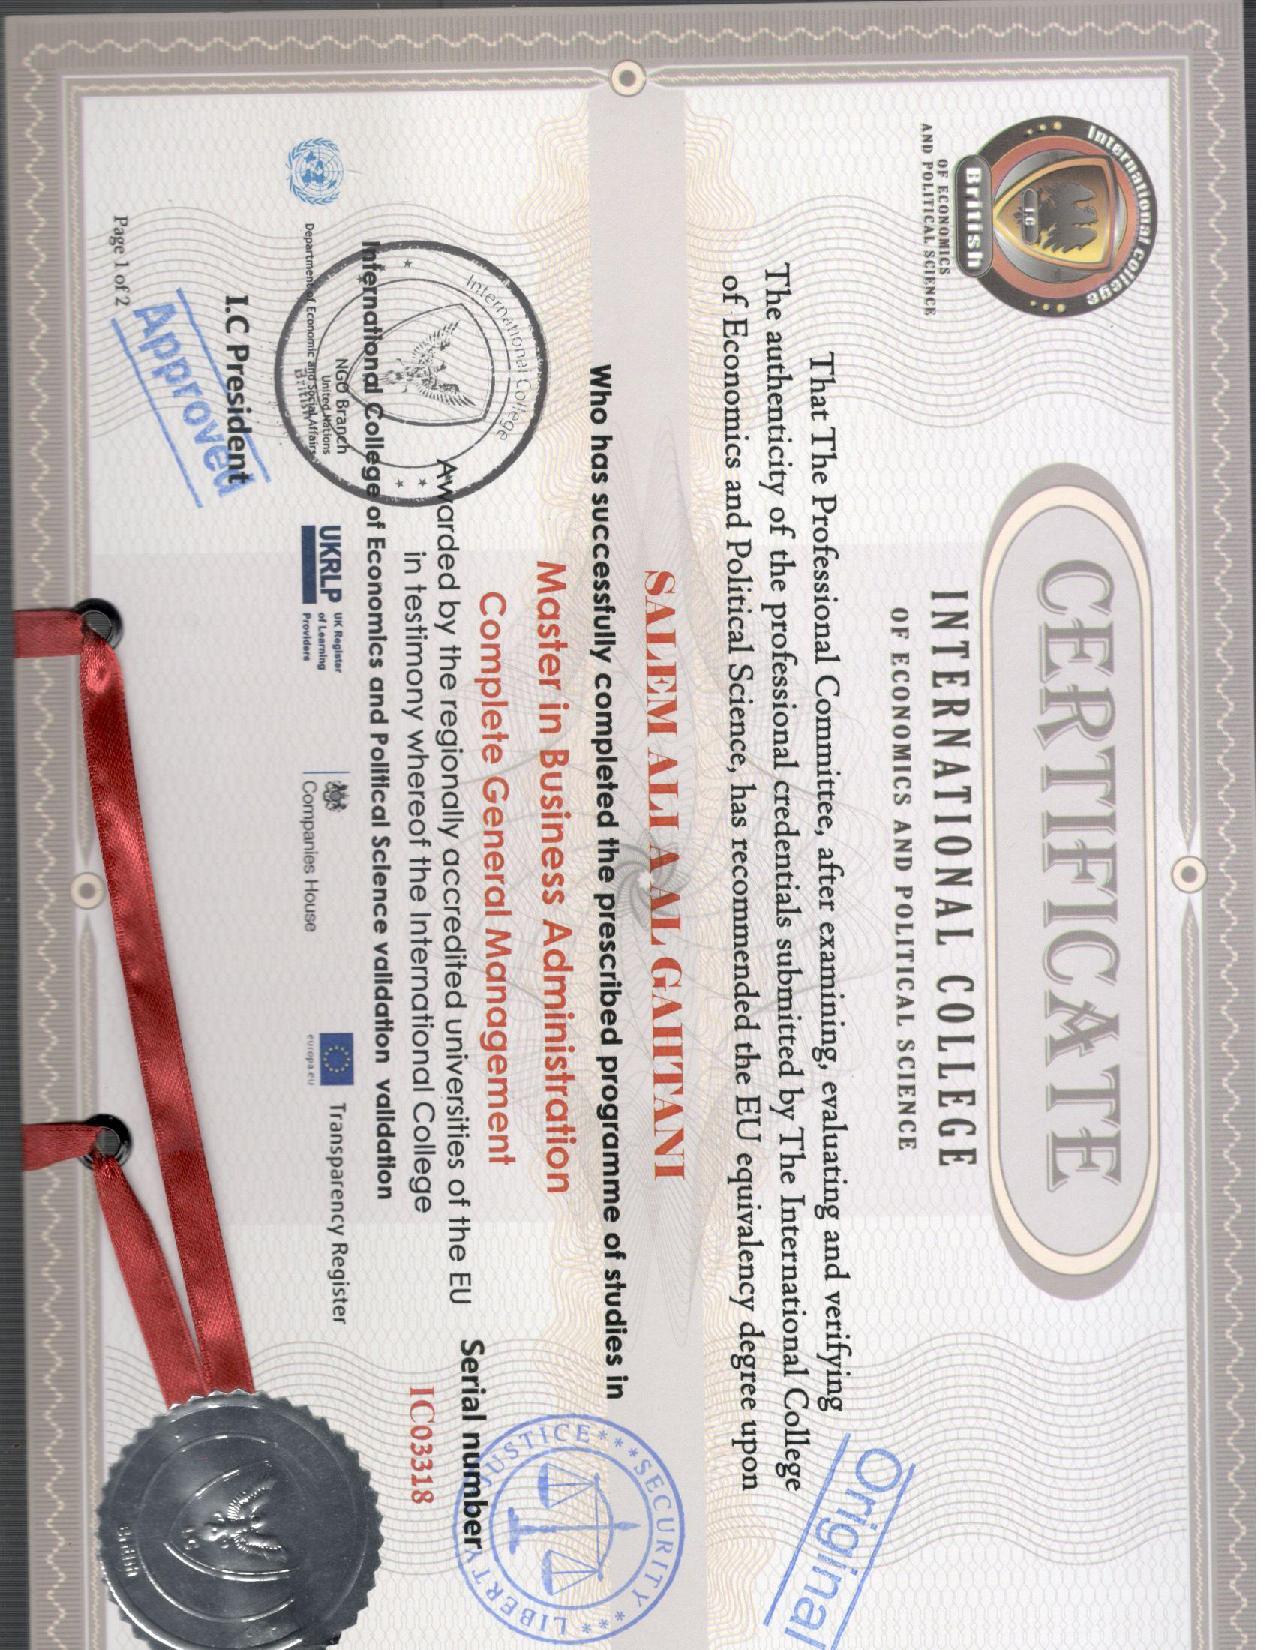 International college
I.C
British
OF ECONOMICS
AND POLITICAL SCIENCE
CERTIFICATE
INTERNATIONAL COLLEGE
OF ECONOMICS AND POLITICAL SCIENCE
Original
That The Professional Committee, after examining, evaluating and verifying
The authenticity of the professional credentials submitted by The International College
of Economics and Political Science, has recommended the EU equivalency degree upon
SALEM ALI A AL GAHTANI
Who has successfully completed the prescribed programme of studies in
Master in Business Administration
Complete General Management
JUSTICE***SECURITY***LIBERTY
Awarded by the regionally accredited universities of the EU
in testimony whereof the International College
International College of Economics and Political Science validation validation
Serial number
IC03318
International College
British
NGO Branch
United Nations
Department of Economic and Social Affairs
UKRLP
UK Register
of Learning
Providers
Companies House
europa.eu
Transparency Register
I.C President
Approved
Page 1 of 2
I.C
British